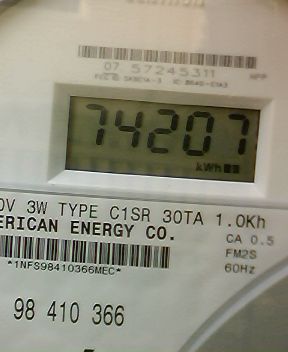 07 57245311
74207
kWh
0V 3W TYPE C1SR 30TA 1.0Kh
ERICAN ENERGY CO.
CA 0.5
FM2S
*1NFS98410366MEC*
60Hz
98 410 366